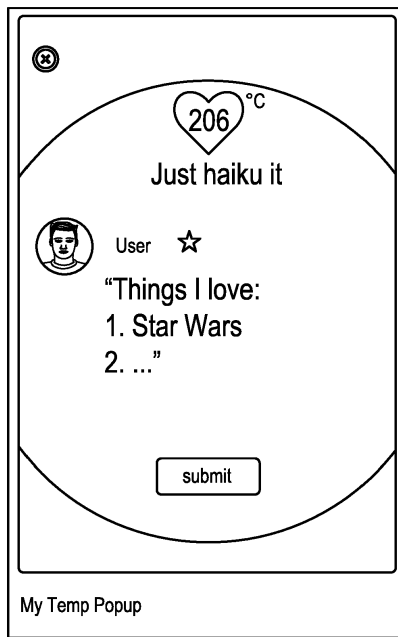 206 °C
Just haiku it
User
“Things I love:
1. Star Wars
2. ...”
submit
My Temp Popup